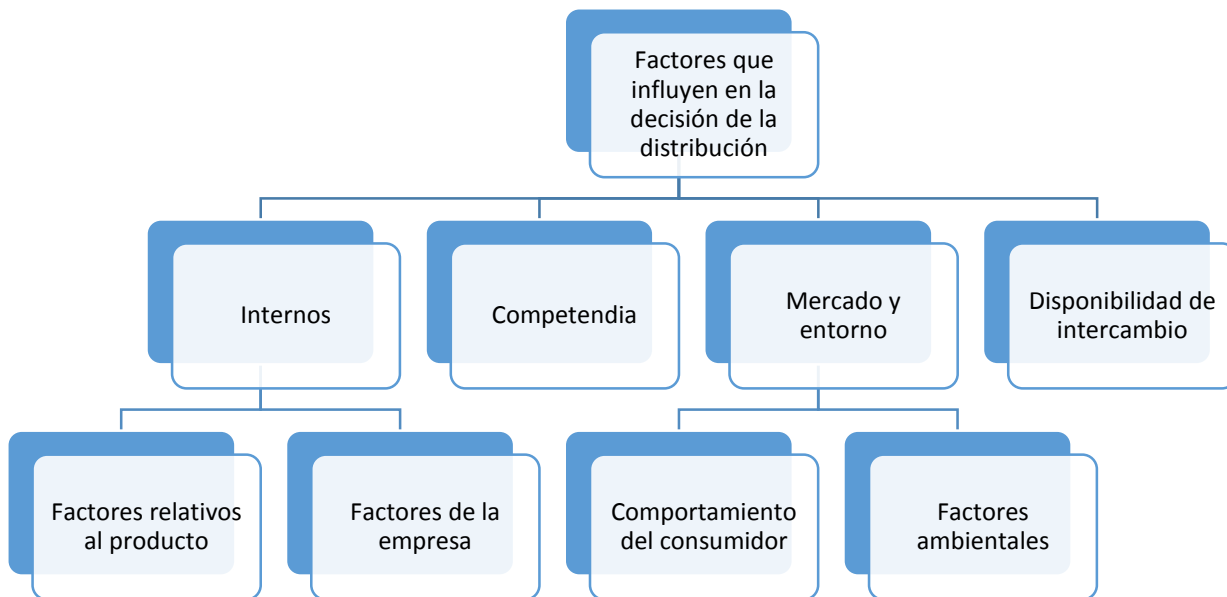 Factores que
influyen en la
decisión de la
distribución
Internos
Competendia
Mercado y
entorno
Disponibilidad de
intercambio
Factores relativos
al producto
Factores de la
empresa
Comportamiento
del consumidor
Factores
ambientales